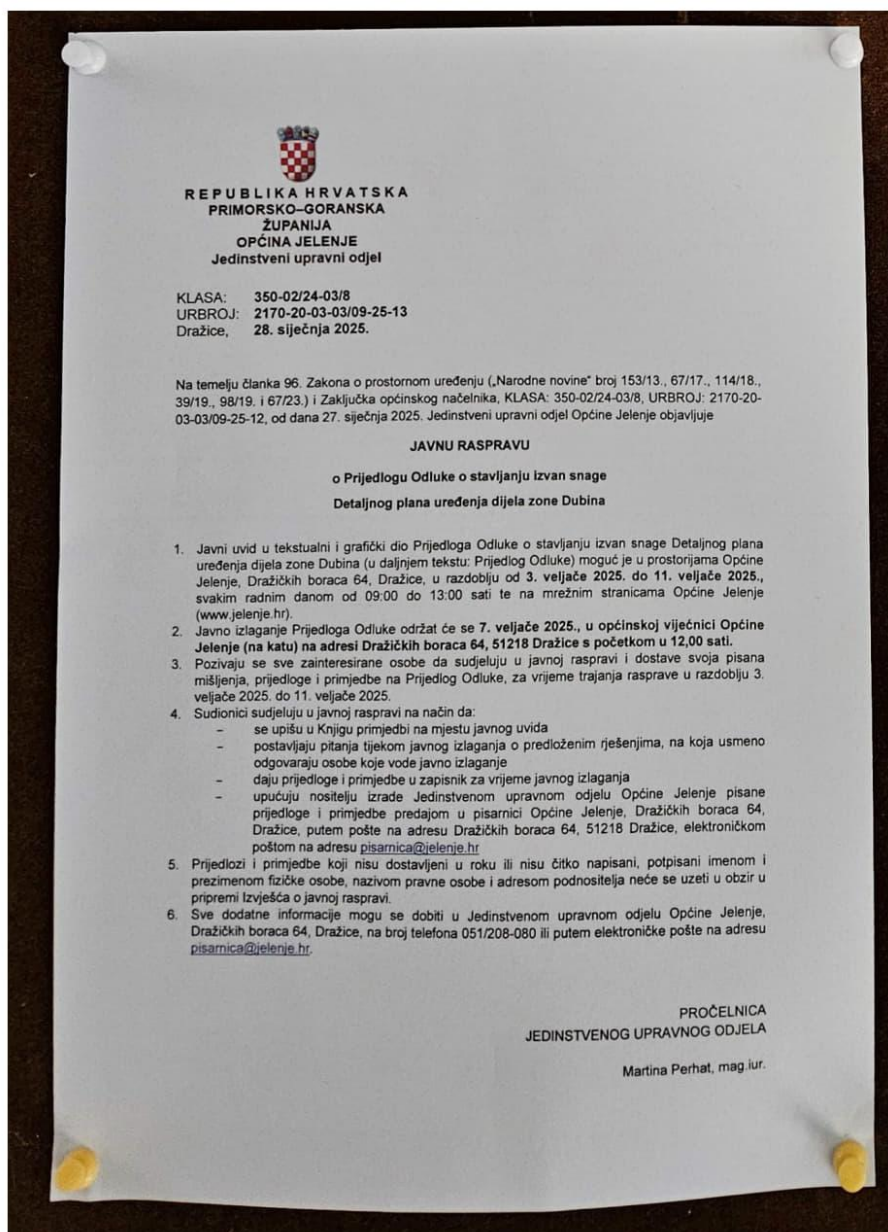 REPUBLIKA HRVATSKA
PRIMORSKO–GORANSKA
ŽUPANIJA
OPĆINA JELENJE
Jedinstveni upravni odjel
KLASA: 350-02/24-03/8
URBROJ: 2170-20-03-03/09-25-13
Dražice, 28. siječnja 2025.
Na temelju članka 96. Zakona o prostornom uređenju („Narodne novine“ broj 153/13., 67/17., 114/18.,
39/19., 98/19. i 67/23.) i Zaključka općinskog načelnika, KLASA: 350-02/24-03/8, URBROJ: 2170-20-
03-03/09-25-12, od dana 27. siječnja 2025. Jedinstveni upravni odjel Općine Jelenje objavljuje
JAVNU RASPRAVU
o Prijedlogu Odluke o stavljanju izvan snage
Detaljnog plana uređenja dijela zone Dubina
1. Javni uvid u tekstualni i grafički dio Prijedloga Odluke o stavljanju izvan snage Detaljnog plana
uređenja dijela zone Dubina (u daljnjem tekstu: Prijedlog Odluke) moguć je u prostorijama Općine
Jelenje, Dražičkih boraca 64, Dražice, u razdoblju od 3. veljače 2025. do 11. veljače 2025.,
svakim radnim danom od 09:00 do 13:00 sati te na mrežnim stranicama Općine Jelenje
(www.jelenje.hr).
2. Javno izlaganje Prijedloga Odluke održat će se 7. veljače 2025., u općinskoj vijećnici Općine
Jelenje (na katu) na adresi Dražičkih boraca 64, 51218 Dražice s početkom u 12,00 sati.
3. Pozivaju se sve zainteresirane osobe da sudjeluju u javnoj raspravi i dostave svoja pisana
mišljenja, prijedloge i primjedbe na Prijedlog Odluke, za vrijeme trajanja rasprave u razdoblju 3.
veljače 2025. do 11. veljače 2025.
4. Sudionici sudjeluju u javnoj raspravi na način da:
– se upišu u Knjigu primjedbi na mjestu javnog uvida
– postavljaju pitanja tijekom javnog izlaganja o predloženim rješenjima, na koja usmeno
odgovaraju osobe koje vode javno izlaganje
– daju prijedloge i primjedbe u zapisnik za vrijeme javnog izlaganja
– upućuju nositelju izrade Jedinstvenom upravnom odjelu Općine Jelenje pisane
prijedloge i primjedbe predajom u pisarnici Općine Jelenje, Dražičkih boraca 64,
Dražice, putem pošte na adresu Dražičkih boraca 64, 51218 Dražice, elektroničkom
poštom na adresu pisarnica@jelenje.hr
5. Prijedlozi i primjedbe koji nisu dostavljeni u roku ili nisu čitko napisani, potpisani imenom i
prezimenom fizičke osobe, nazivom pravne osobe i adresom podnositelja neće se uzeti u obzir u
pripremi Izvješća o javnoj raspravi.
6. Sve dodatne informacije mogu se dobiti u Jedinstvenom upravnom odjelu Općine Jelenje,
Dražičkih boraca 64, Dražice, na broj telefona 051/208-080 ili putem elektroničke pošte na adresu
pisarnica@jelenje.hr.
PROČELNICA
JEDINSTVENOG UPRAVNOG ODJELA
Martina Perhat, mag.iur.